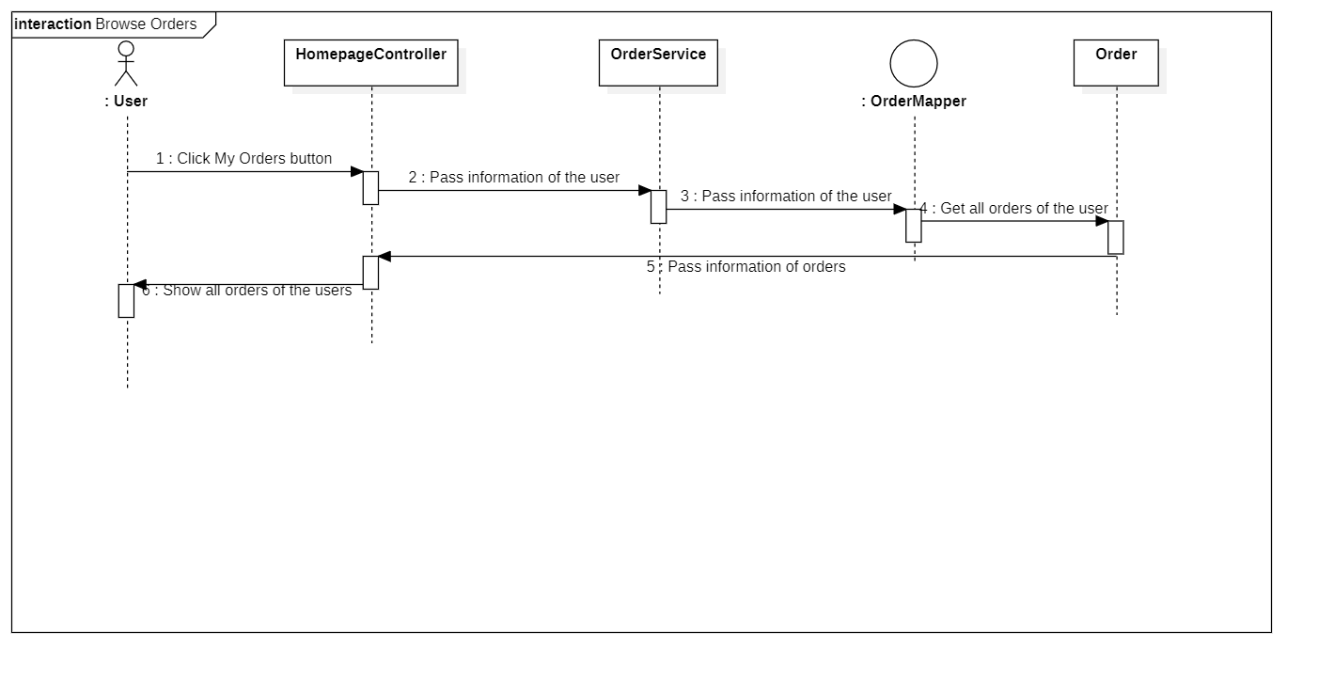 interaction Browse Orders
HomepageController
OrderService
Order
: User
: OrderMapper
1 : Click My Orders button
2 : Pass information of the user
3 : Pass information of the user
4 : Get all orders of the user
5 : Pass information of orders
6 : Show all orders of the users